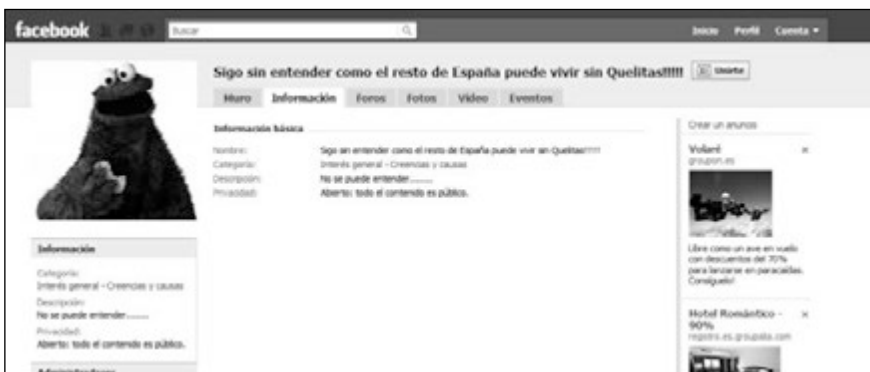 facebook
Buscar
Inicio Perfil Cuenta
Sigo sin entender como el resto de España puede vivir sin Quelitas!!!!!
Unirte
Muro Información Foros Fotos Vídeo Eventos
Información básica
Nombre: Sigo sin entender como el resto de España puede vivir sin Quelitas!!!!!
Categoría: Interés general - Creencias y causas
Descripción: No se puede entender........
Privacidad: Abierto: todo el contenido es público.
Información
Categoría:
Interés general - Creencias y causas
Descripción:
No se puede entender........
Privacidad:
Abierto: todo el contenido es público.
Administradores
Crear un anuncio
Volaré
groupon.es
Libre como un ave en vuelo
con descuentos del 70%
para lanzarse en paracaídas.
Consíguelo!
Hotel Romántico -
90%